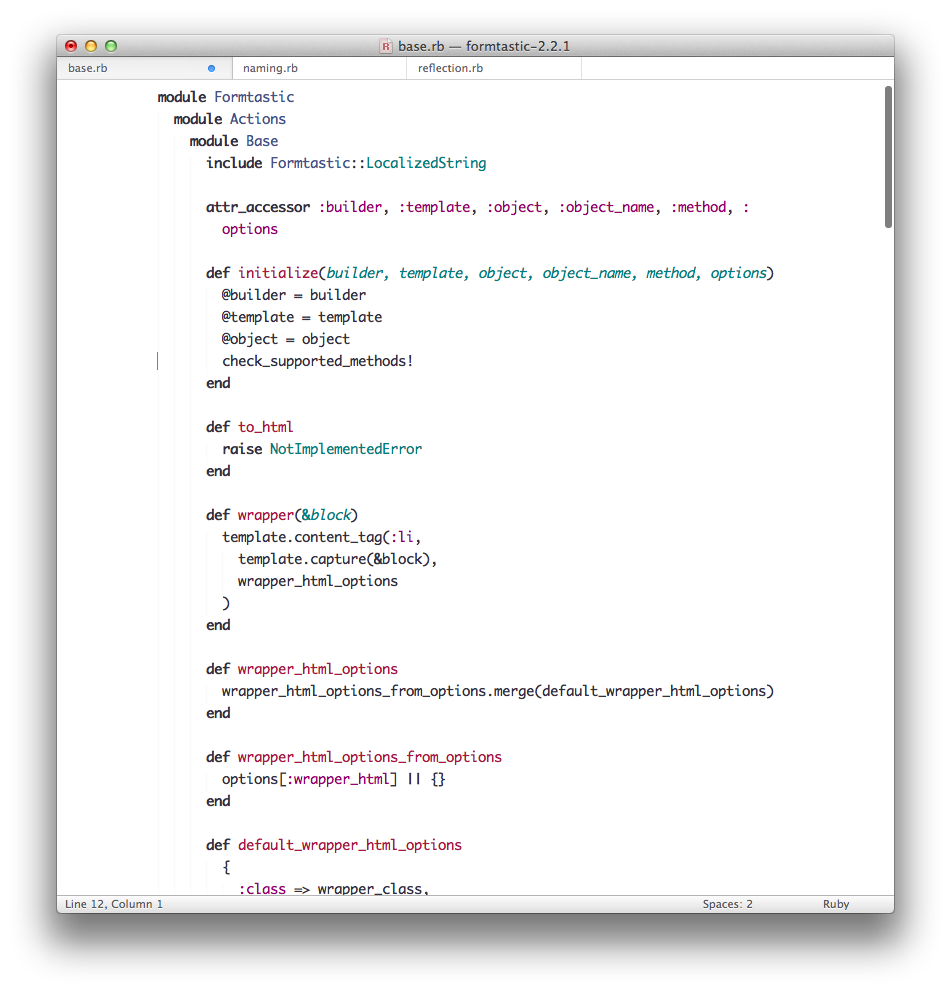 base.rb — formtastic-2.2.1
base.rb naming.rb reflection.rb
module Formtastic
  module Actions
    module Base
      include Formtastic::LocalizedString

      attr_accessor :builder, :template, :object, :object_name, :method, :
        options

      def initialize(builder, template, object, object_name, method, options)
        @builder = builder
        @template = template
        @object = object
        check_supported_methods!
      end

      def to_html
        raise NotImplementedError
      end

      def wrapper(&block)
        template.content_tag(:li,
          template.capture(&block),
          wrapper_html_options
        )
      end

      def wrapper_html_options
        wrapper_html_options_from_options.merge(default_wrapper_html_options)
      end

      def wrapper_html_options_from_options
        options[:wrapper_html] || {}
      end

      def default_wrapper_html_options
        {
          :class => wrapper_class,
Line 12, Column 1 Spaces: 2 Ruby